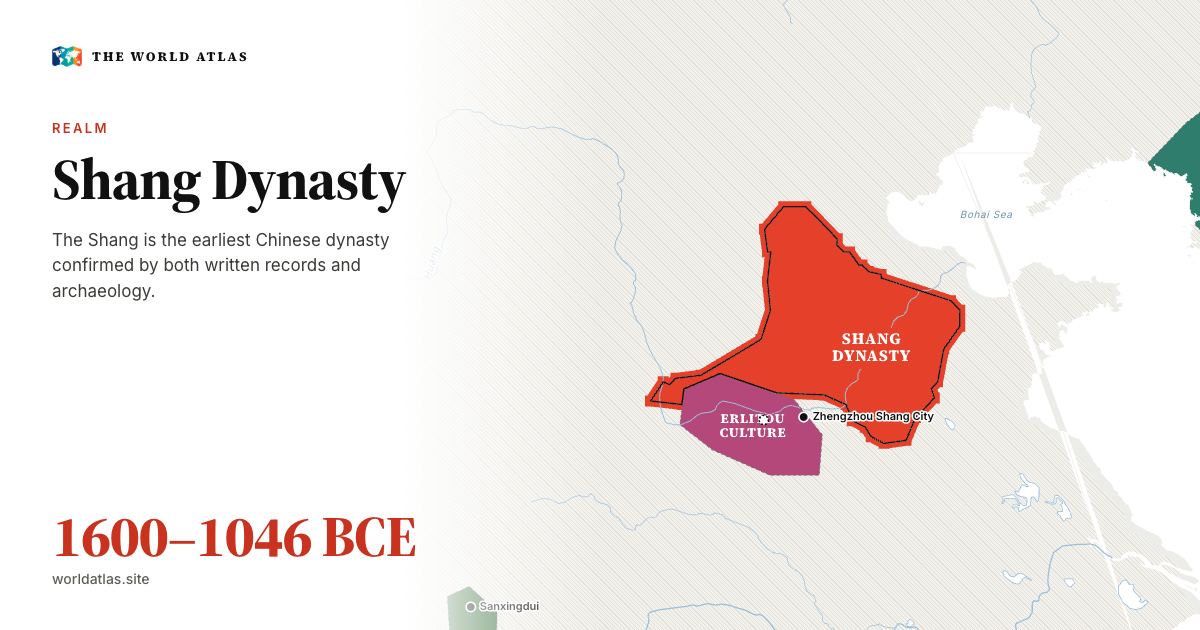 THE WORLD ATLAS
REALM
Shang Dynasty
The Shang is the earliest Chinese dynasty
confirmed by both written records and
archaeology.
1600–1046 BCE
worldatlas.site
Bohai Sea
SHANG
DYNASTY
Zhengzhou Shang City
CULTURE
Sanxingdui